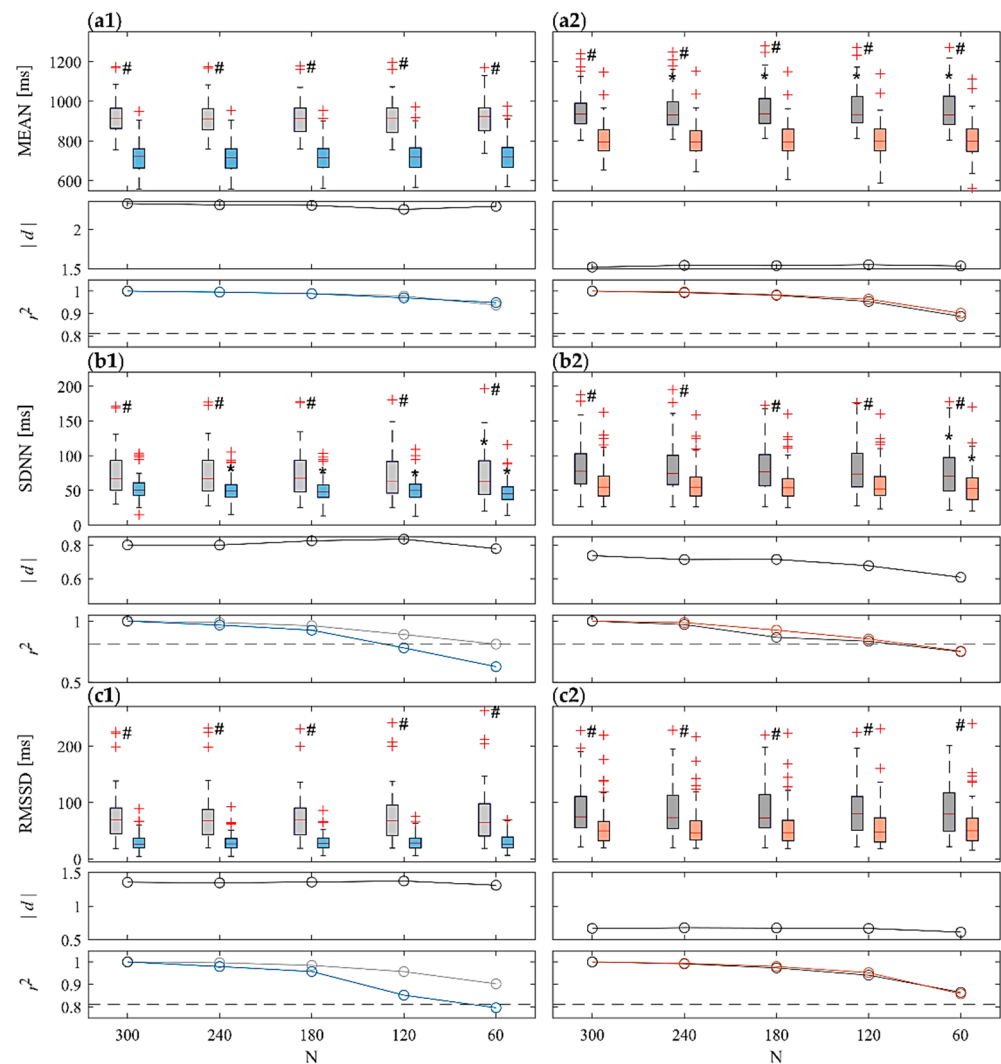 (a1)
(a2)
MEAN [ms]
1200
1000
800
600
# # # # #
# # # # #
* * * *
| d |
2
1.5
r²
1
0.9
0.8
(b1)
(b2)
SDNN [ms]
200
150
100
50
0
# # # # #
* * * * *
# # # # #
* *
| d |
0.8
0.6
r²
1
0.5
(c1)
(c2)
RMSSD [ms]
200
100
0
# # # # #
# # # # #
| d |
1.5
1
0.5
r²
1
0.9
0.8
300 240 180 120 60
300 240 180 120 60
N
N